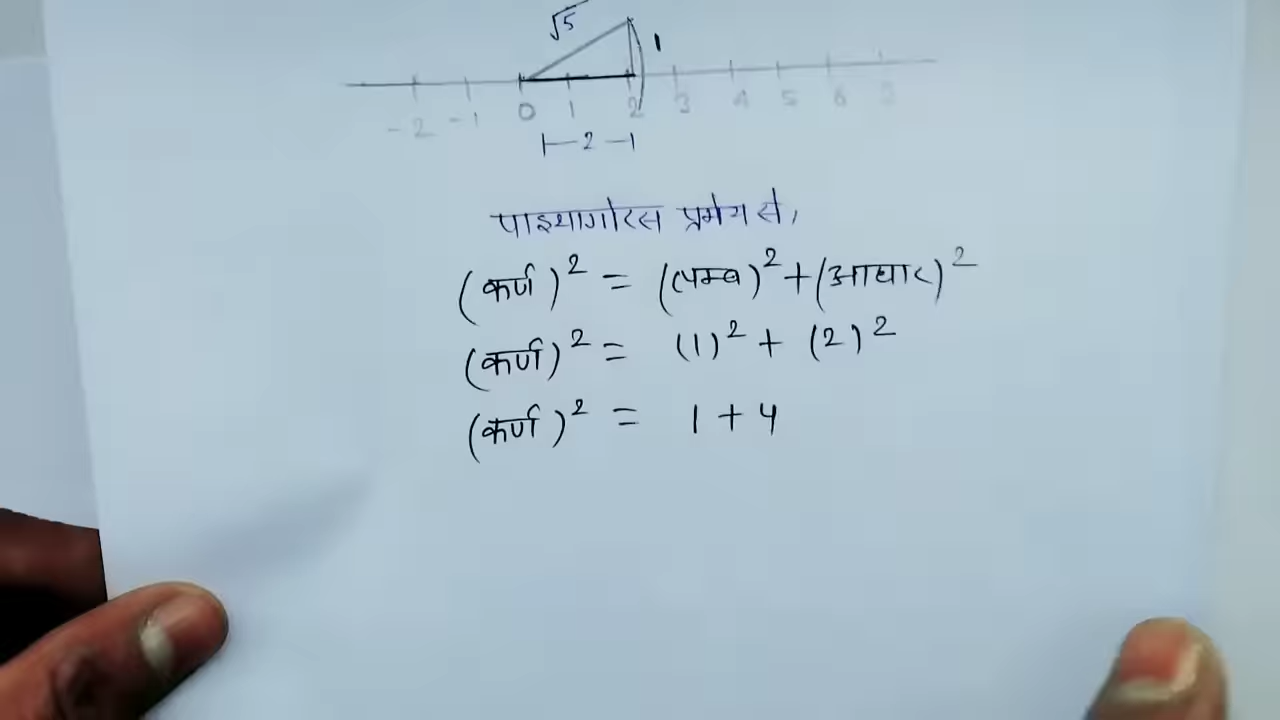 √5
1
-2 -1 0 1 2 3 4 5 6
⊢ 2 ⊣
पाइथागोरस प्रमेय से,
(कर्ण)² = (लम्ब)² + (आधार)²
(कर्ण)² = (1)² + (2)²
(कर्ण)² = 1 + 4